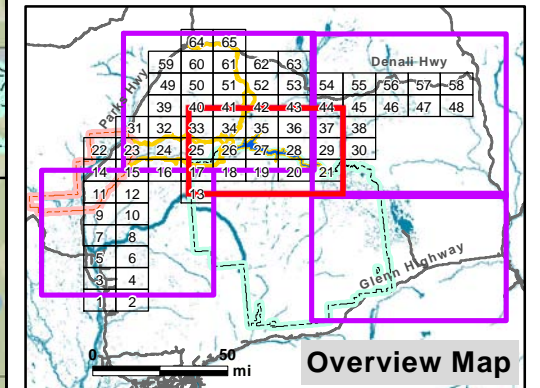 64 65
59 60 61 62 63
Denali Hwy
49 50 51 52 53 54 55 56 57 58
Parks Hwy
39 40 41 42 43 44 45 46 47 48
31 32 33 34 35 36 37 38
22 23 24 25 26 27 28 29 30
14 15 16 17 18 19 20 21
11 12 13
9 10
7 8
5 6
Glenn Highway
3 4
1 2
0 50
mi
Overview Map